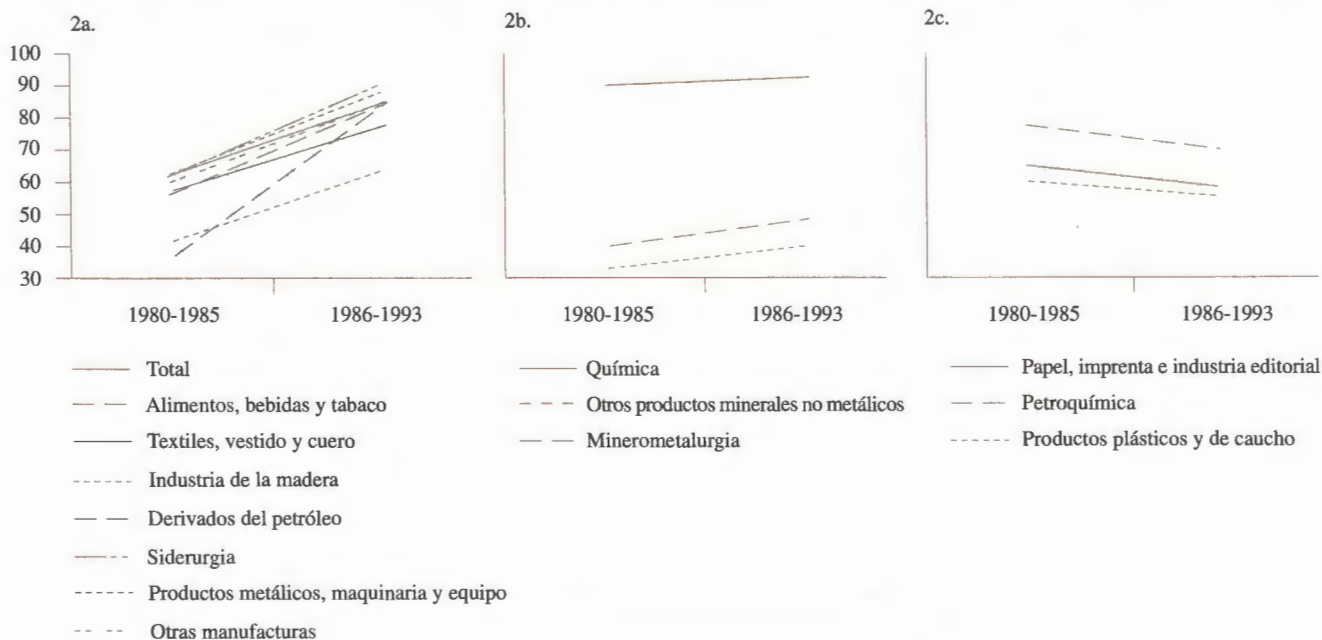 2a.
100
90
80
70
60
50
40
30
1980-1985
1986-1993
Total
Alimentos, bebidas y tabaco
Textiles, vestido y cuero
Industria de la madera
Derivados del petróleo
Siderurgia
Productos metálicos, maquinaria y equipo
Otras manufacturas
2b.
1980-1985
1986-1993
Química
Otros productos minerales no metálicos
Minerometalurgia
2c.
1980-1985
1986-1993
Papel, imprenta e industria editorial
Petroquímica
Productos plásticos y de caucho